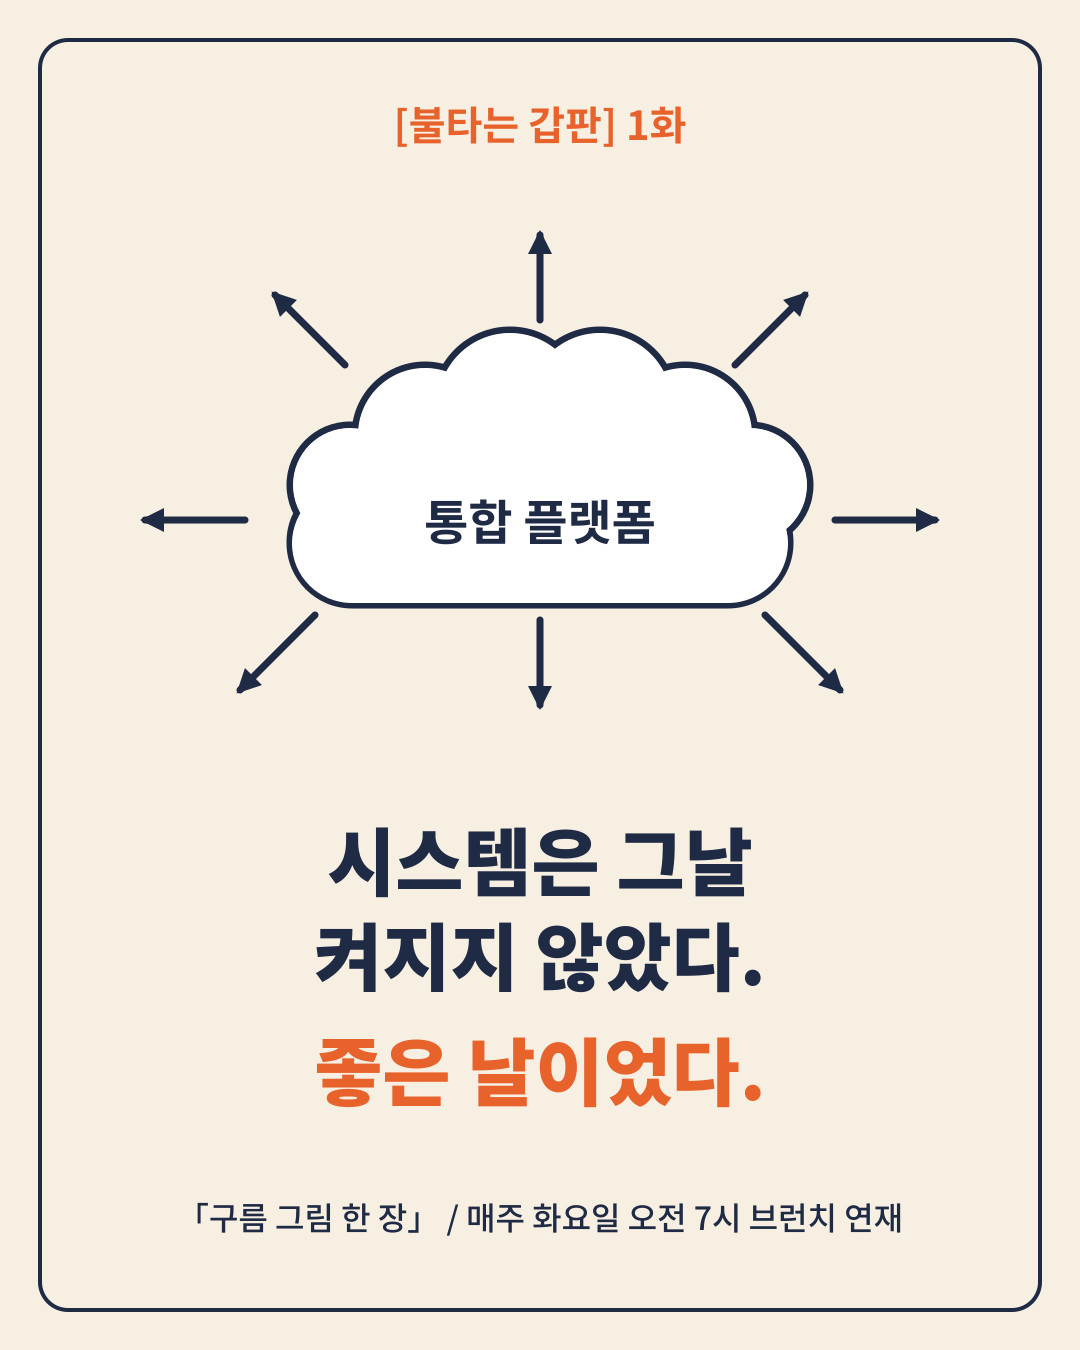 [불타는 갑판] 1화
통합 플랫폼
시스템은 그날
켜지지 않았다.
좋은 날이었다.
「구름 그림 한 장」 / 매주 화요일 오전 7시 브런치 연재